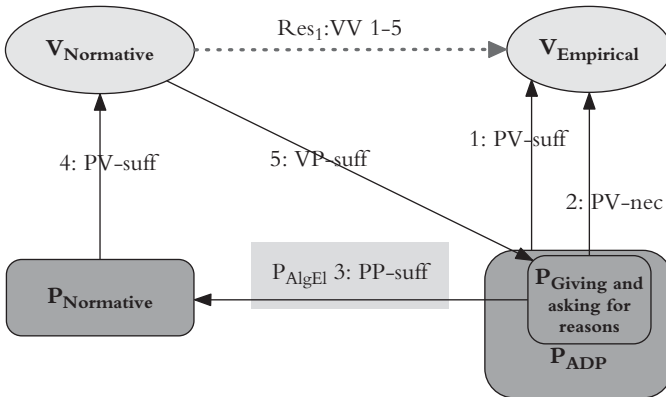 Res₁:VV 1-5
V_Normative
V_Empirical
1: PV-suff
4: PV-suff
5: VP-suff
2: PV-nec
P_AlgEl 3: PP-suff
P_Normative
P_Giving and
asking for
reasons
P_ADP